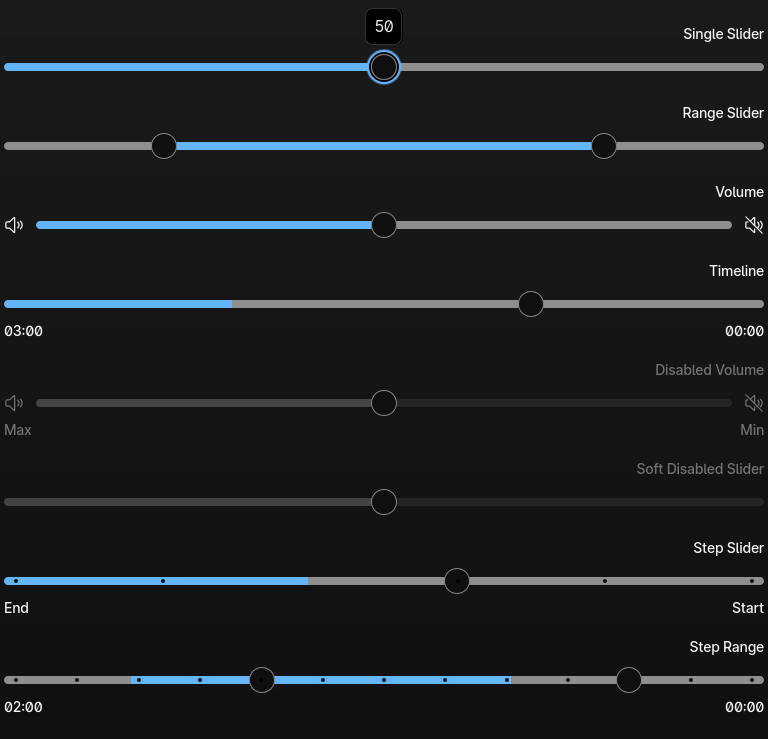 50
Single Slider
Range Slider
Volume
Timeline
03:00 00:00
Disabled Volume
Max Min
Soft Disabled Slider
Step Slider
End Start
Step Range
02:00 00:00